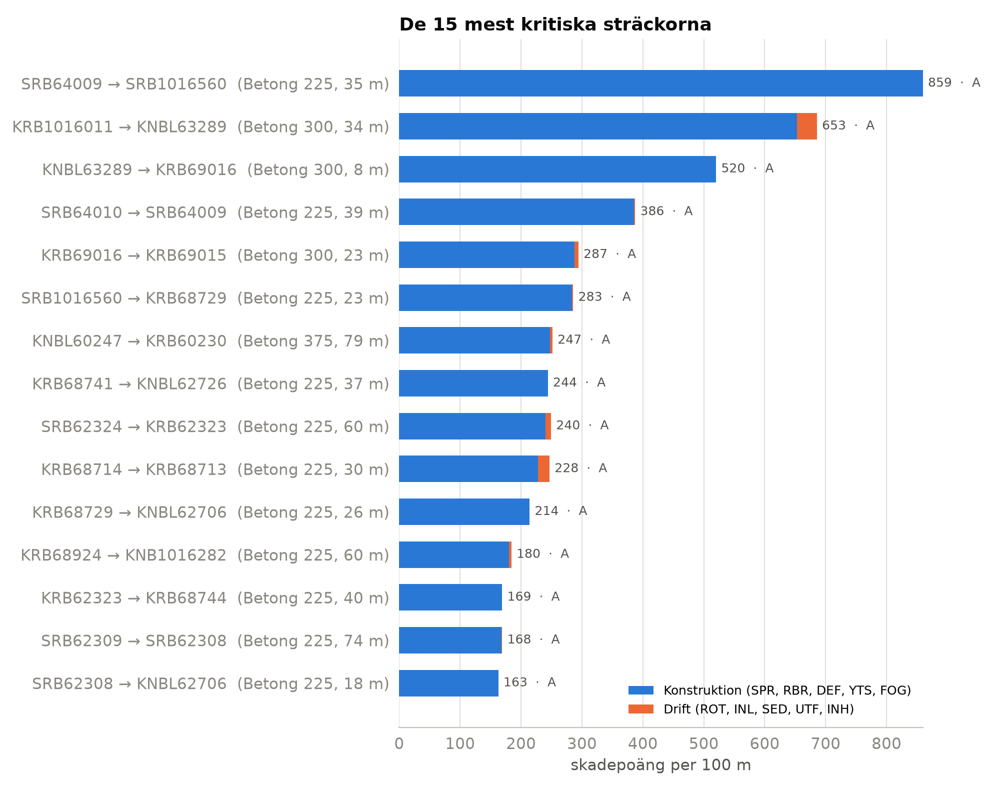 De 15 mest kritiska sträckorna
SRB64009 → SRB1016560 (Betong 225, 35 m) 859 · A
KRB1016011 → KNBL63289 (Betong 300, 34 m) 653 · A
KNBL63289 → KRB69016 (Betong 300, 8 m) 520 · A
SRB64010 → SRB64009 (Betong 225, 39 m) 386 · A
KRB69016 → KRB69015 (Betong 300, 23 m) 287 · A
SRB1016560 → KRB68729 (Betong 225, 23 m) 283 · A
KNBL60247 → KRB60230 (Betong 375, 79 m) 247 · A
KRB68741 → KNBL62726 (Betong 225, 37 m) 244 · A
SRB62324 → KRB62323 (Betong 225, 60 m) 240 · A
KRB68714 → KRB68713 (Betong 225, 30 m) 228 · A
KRB68729 → KNBL62706 (Betong 225, 26 m) 214 · A
KRB68924 → KNB1016282 (Betong 225, 60 m) 180 · A
KRB62323 → KRB68744 (Betong 225, 40 m) 169 · A
SRB62309 → SRB62308 (Betong 225, 74 m) 168 · A
SRB62308 → KNBL62706 (Betong 225, 18 m) 163 · A
Konstruktion (SPR, RBR, DEF, YTS, FOG)
Drift (ROT, INL, SED, UTF, INH)
0 100 200 300 400 500 600 700 800
skadepoäng per 100 m